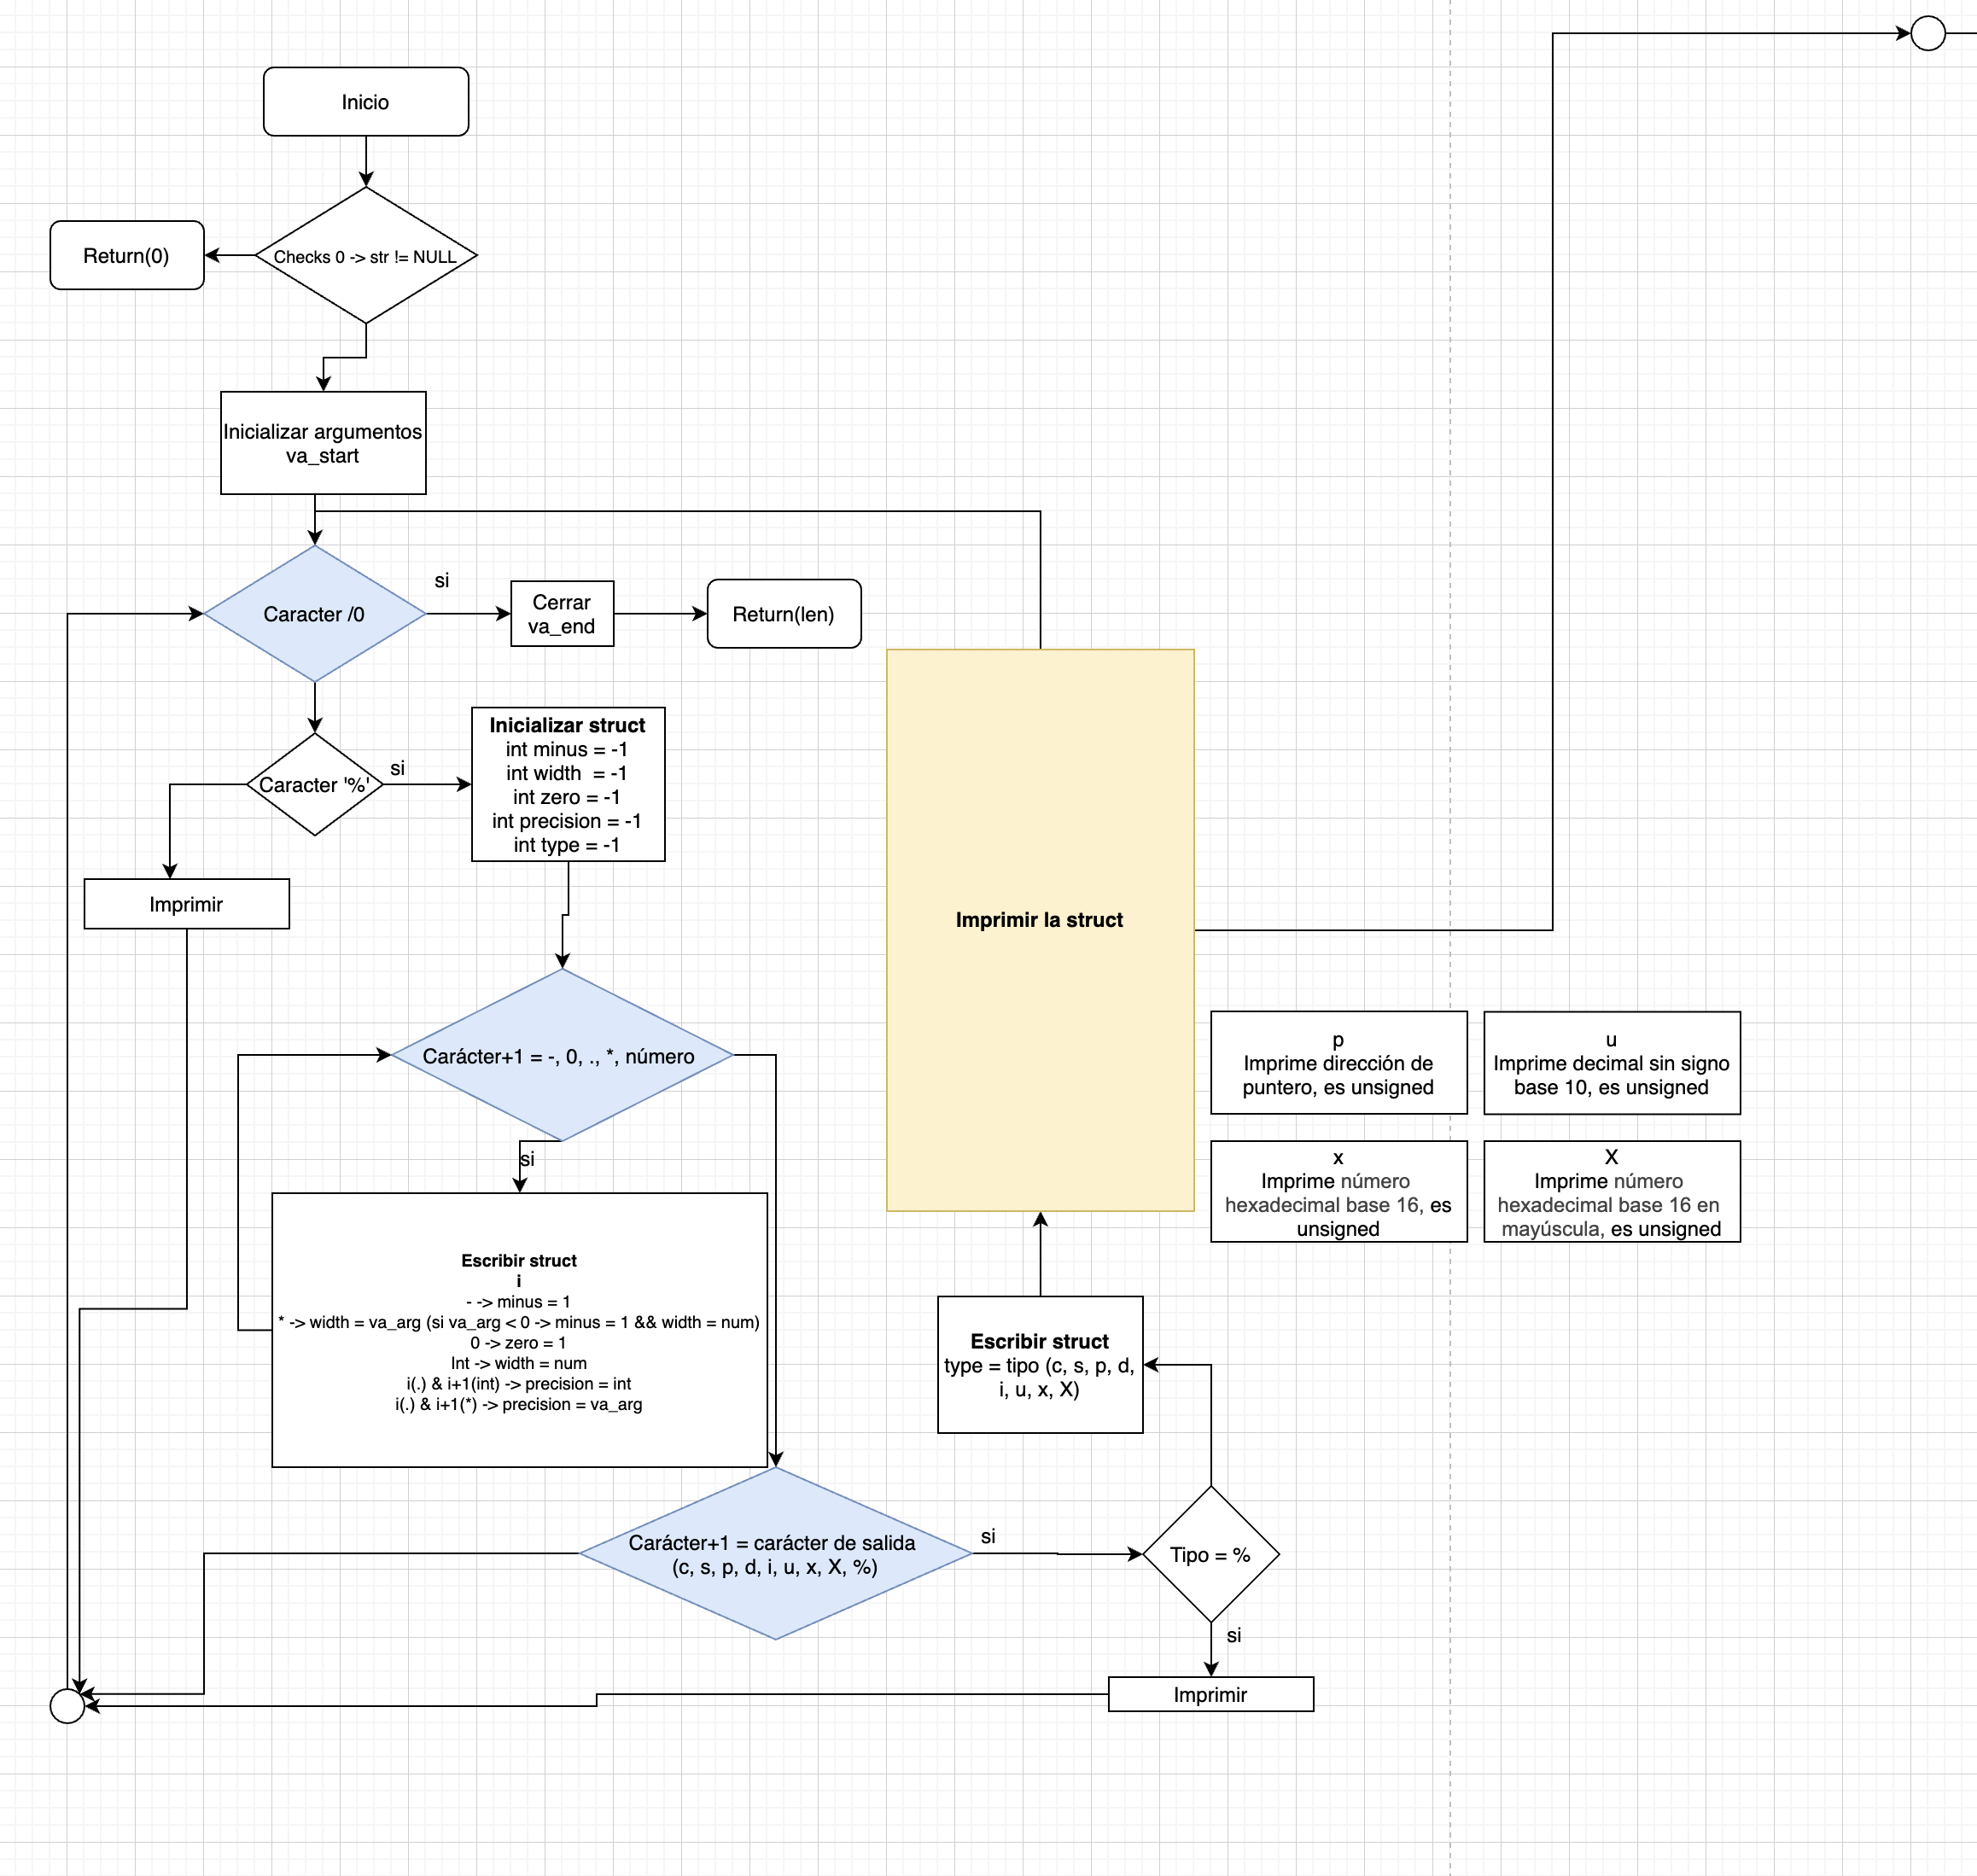 Inicio
Checks 0 -> str != NULL
Return(0)
Inicializar argumentos
va_start
Caracter /0
si
Cerrar
va_end
Return(len)
Caracter '%'
si
Inicializar struct
int minus = -1
int width  = -1
int zero = -1
int precision = -1
int type = -1
Imprimir
Imprimir la struct
Carácter+1 = -, 0, ., *, número
si
p
Imprime dirección de
puntero, es unsigned
u
Imprime decimal sin signo
base 10, es unsigned
x
Imprime número
hexadecimal base 16, es
unsigned
X
Imprime número
hexadecimal base 16 en
mayúscula, es unsigned
Escribir struct
i
- -> minus = 1
* -> width = va_arg (si va_arg < 0 -> minus = 1 && width = num)
0 -> zero = 1
Int -> width = num
i(.) & i+1(int) -> precision = int
i(.) & i+1(*) -> precision = va_arg
Escribir struct
type = tipo (c, s, p, d,
i, u, x, X)
Carácter+1 = carácter de salida
(c, s, p, d, i, u, x, X, %)
si
Tipo = %
si
Imprimir